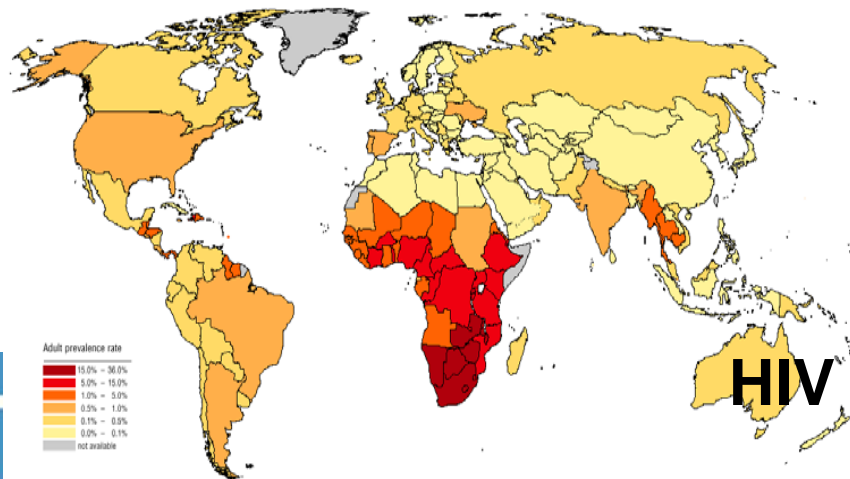 Adult prevalence rate
15.0% – 36.0%
5.0% – 15.0%
1.0% – 5.0%
0.5% – 1.0%
0.1% – 0.5%
0.0% – 0.1%
not available
HIV